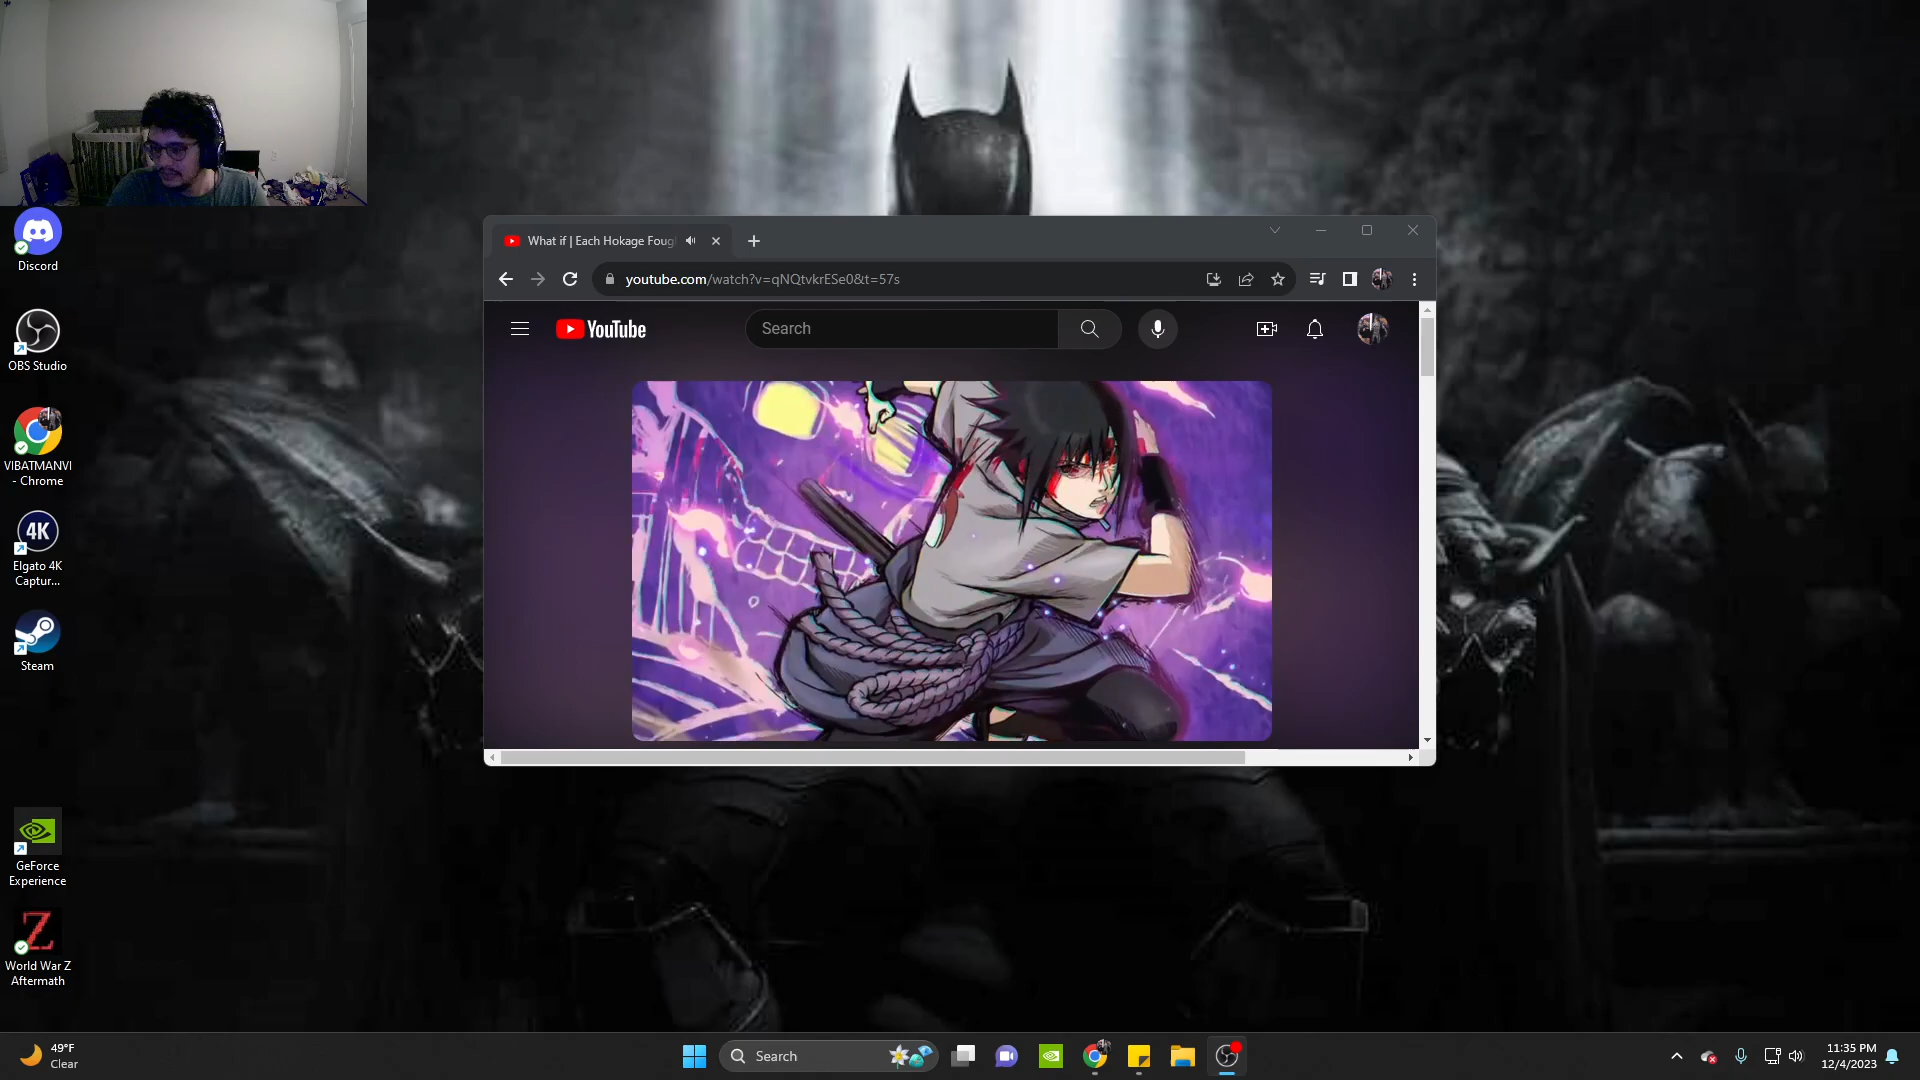 What if | Each Hokage Foug
youtube.com/watch?v=qNQtvkrESe0&t=57s
YouTube
Search
Discord
OBS Studio
VIBATMANVI
- Chrome
4K
Elgato 4K
Captur...
Steam
GeForce
Experience
Z
World War Z
Aftermath
49°F
Clear
Search
11:35 PM
12/4/2023